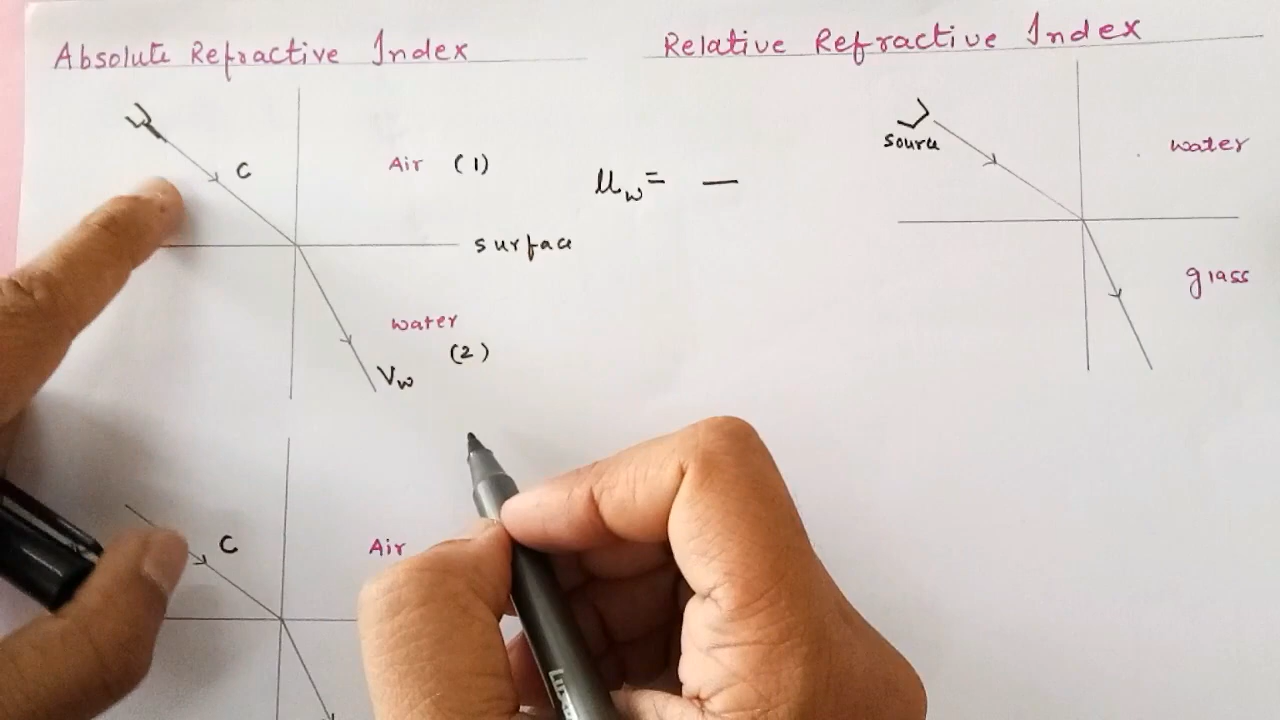 Absolute Refractive Index
C
Air (1)
μw = —
surface
water
(2)
Vw
C
Air
Relative Refractive Index
source
water
glass